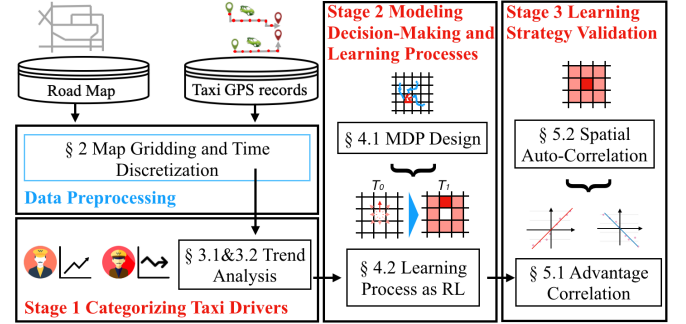 Road Map
Taxi GPS records
§ 2 Map Gridding and Time
Discretization
Data Preprocessing
§ 3.1&3.2 Trend
Analysis
Stage 1 Categorizing Taxi Drivers
Stage 2 Modeling
Decision-Making and
Learning Processes
§ 4.1 MDP Design
T₀
T₁
§ 4.2 Learning
Process as RL
Stage 3 Learning
Strategy Validation
§ 5.2 Spatial
Auto-Correlation
§ 5.1 Advantage
Correlation